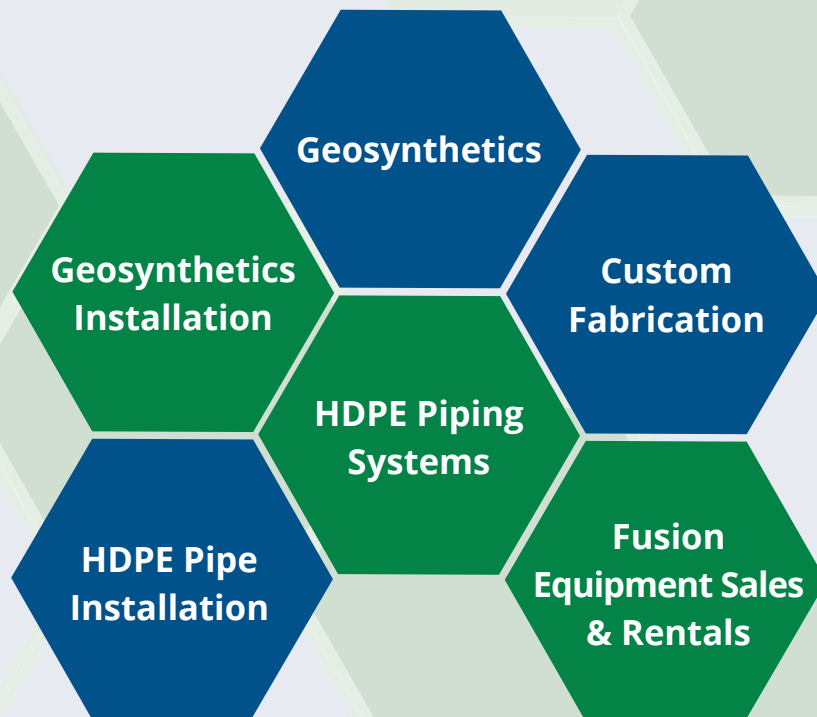 Geosynthetics
Geosynthetics
Installation
Custom
Fabrication
HDPE Piping
Systems
HDPE Pipe
Installation
Fusion
Equipment Sales
& Rentals